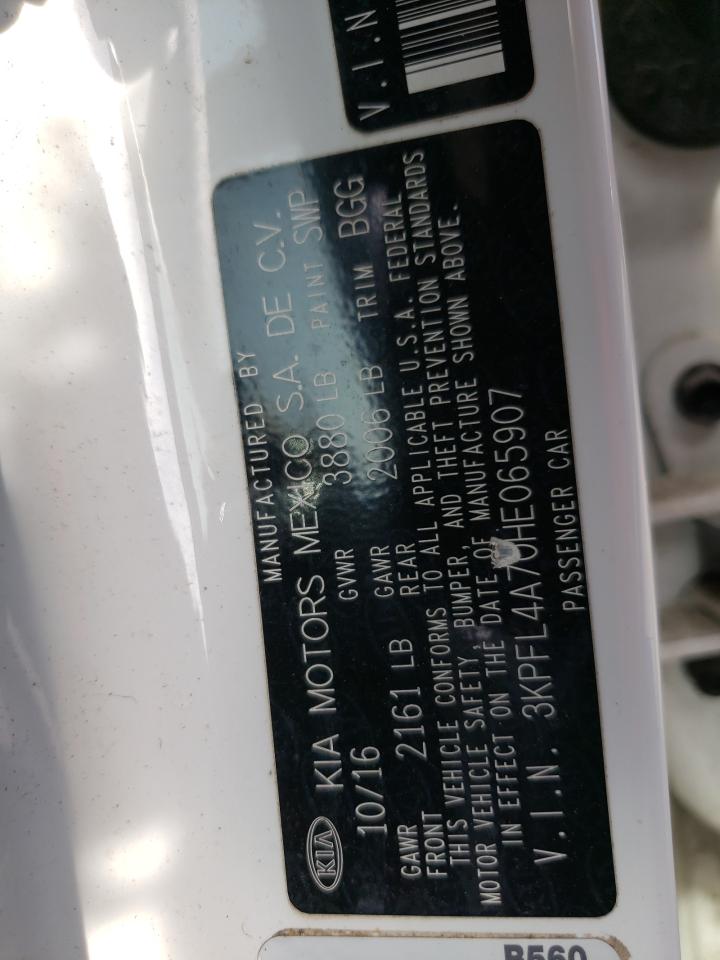 V.I.N
MANUFACTURED BY
KIA KIA MOTORS MEXICO S.A. DE C.V.
10/16 GVWR 3880 LB PAINT SWP
GAWR FRONT 2161 LB GAWR REAR 2006 LB TRIM BGG
THIS VEHICLE CONFORMS TO ALL APPLICABLE U.S.A. FEDERAL
MOTOR VEHICLE SAFETY, BUMPER, AND THEFT PREVENTION STANDARDS
IN EFFECT ON THE DATE OF MANUFACTURE SHOWN ABOVE.
V.I.N. 3KPFL4A70HE065907
PASSENGER CAR
B560